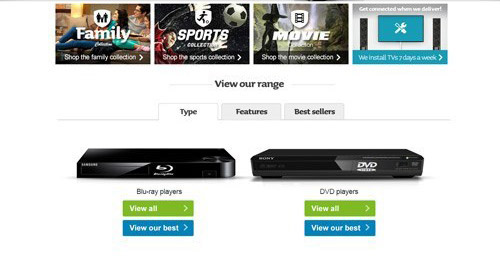 Family
Collection
Shop the family collection
SPORTS
COLLECTION
Shop the sports collection
MOVIE
Collection
Shop the movie collection
Get connected when we deliver!
We install TVs 7 days a week
View our range
Type
Features
Best sellers
SAMSUNG
Blu-ray Disc
SONY
DVD
Blu-ray players
DVD players
View all
View all
View our best
View our best